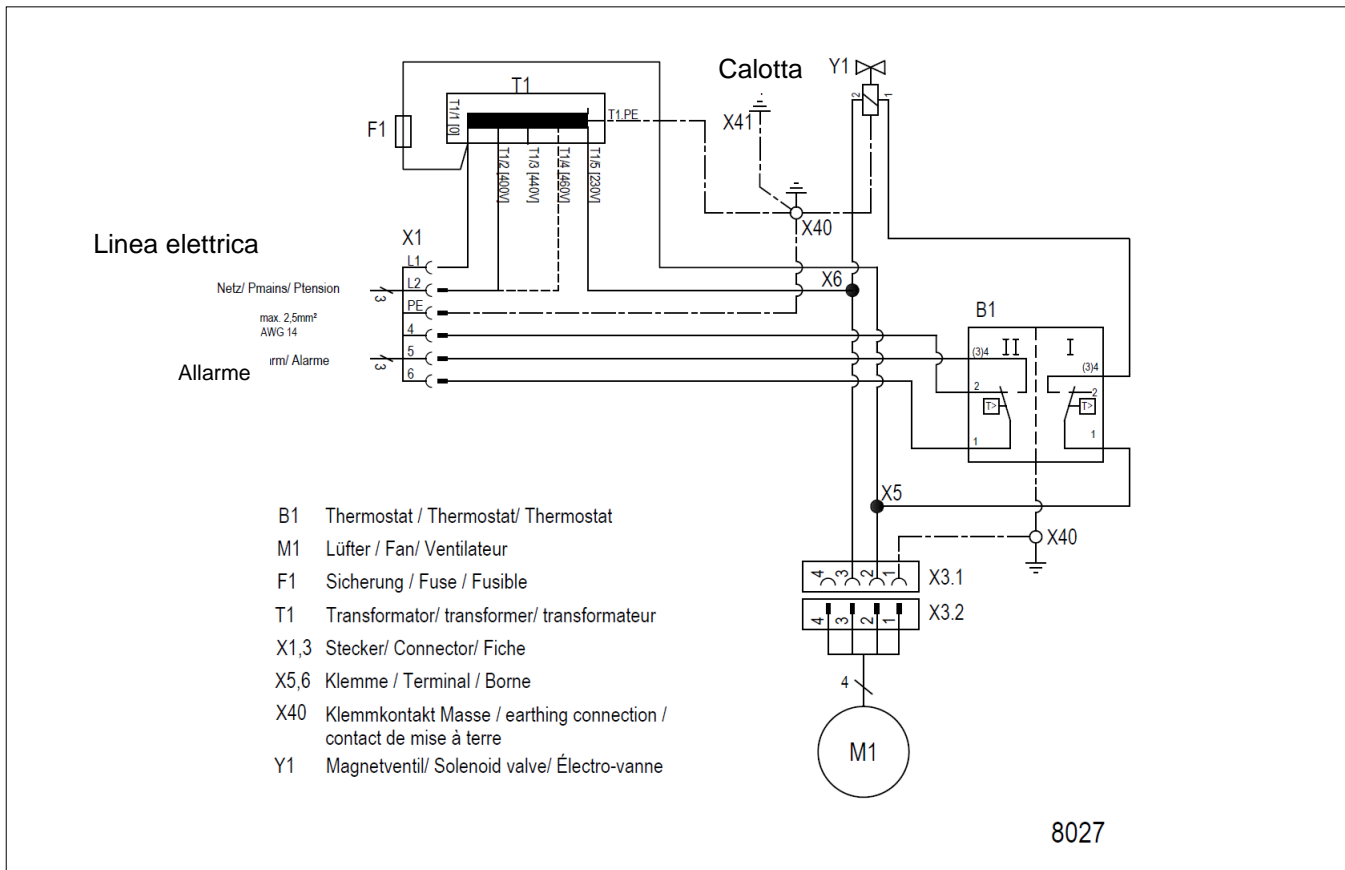 Calotta
Y1
2
1
T1
T1/1 [0]
T1.PE
X41
F1
T1/2 [400V]
T1/3 [440V]
T1/4 [460V]
T1/5 [230V]
X40
Linea elettrica
X1
L1
L2
PE
4
5
6
Netz/ Pmains/ Ptension
3
max. 2,5mm²
AWG 14
Allarme
rm/ Alarme
3
X6
B1
II
I
(3)4
(3)4
2
2
T>
T>
1
1
X5
X40
4
3
2
1
X3.1
4
3
2
1
X3.2
4
M1
B1 Thermostat / Thermostat/ Thermostat
M1 Lüfter / Fan/ Ventilateur
F1 Sicherung / Fuse / Fusible
T1 Transformator/ transformer/ transformateur
X1,3 Stecker/ Connector/ Fiche
X5,6 Klemme / Terminal / Borne
X40 Klemmkontakt Masse / earthing connection /
contact de mise à terre
Y1 Magnetventil/ Solenoid valve/ Électro-vanne
8027